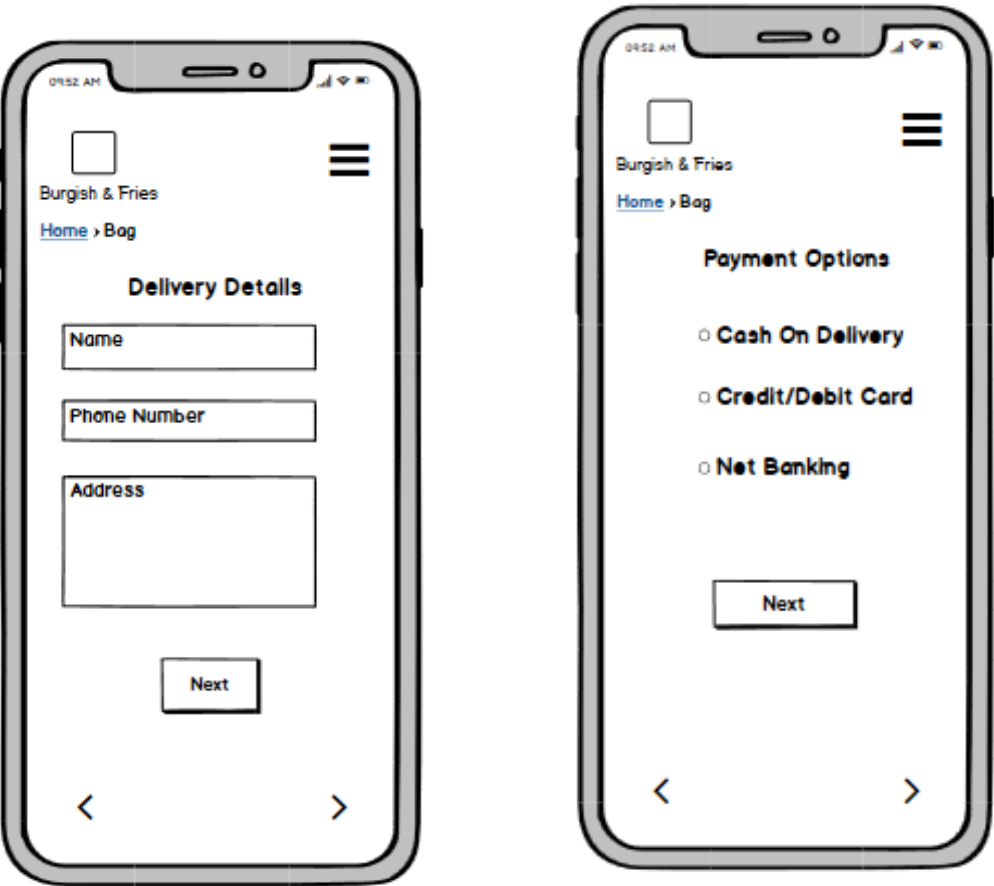 09:52 AM
Burgish & Fries
Home › Bag
Delivery Details
Name
Phone Number
Address
Next
09:52 AM
Burgish & Fries
Home › Bag
Payment Options
Cash On Delivery
Credit/Debit Card
Net Banking
Next